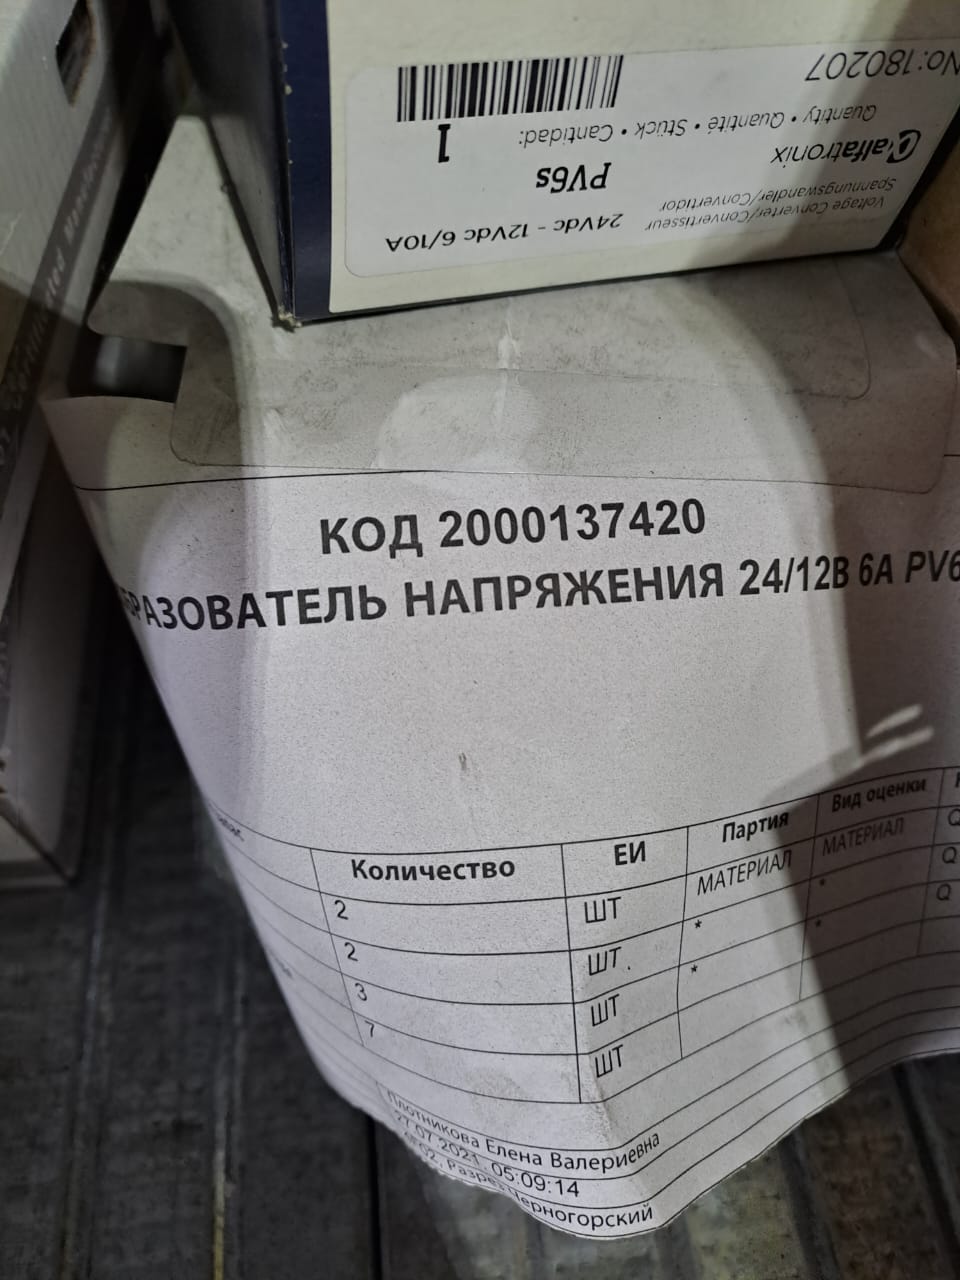 No:180207
Quantity • Quantité • Stück • Cantidad:
1
alfatronix
PV6s
Voltage Converter/Convertisseur
Spannungswandler/Convertidor
24Vdc - 12Vdc 6/10A
КОД 2000137420
БРАЗОВАТЕЛЬ НАПРЯЖЕНИЯ 24/12В 6А PV6
Количество ЕИ Партия Вид оценки
2 ШТ МАТЕРИАЛ МАТЕРИАЛ Q
2 ШТ. * * Q
3 ШТ * * Q
7 ШТ
Плотникова Елена Валериевна
27.07.2021 05:09:14
Разрез Черногорский